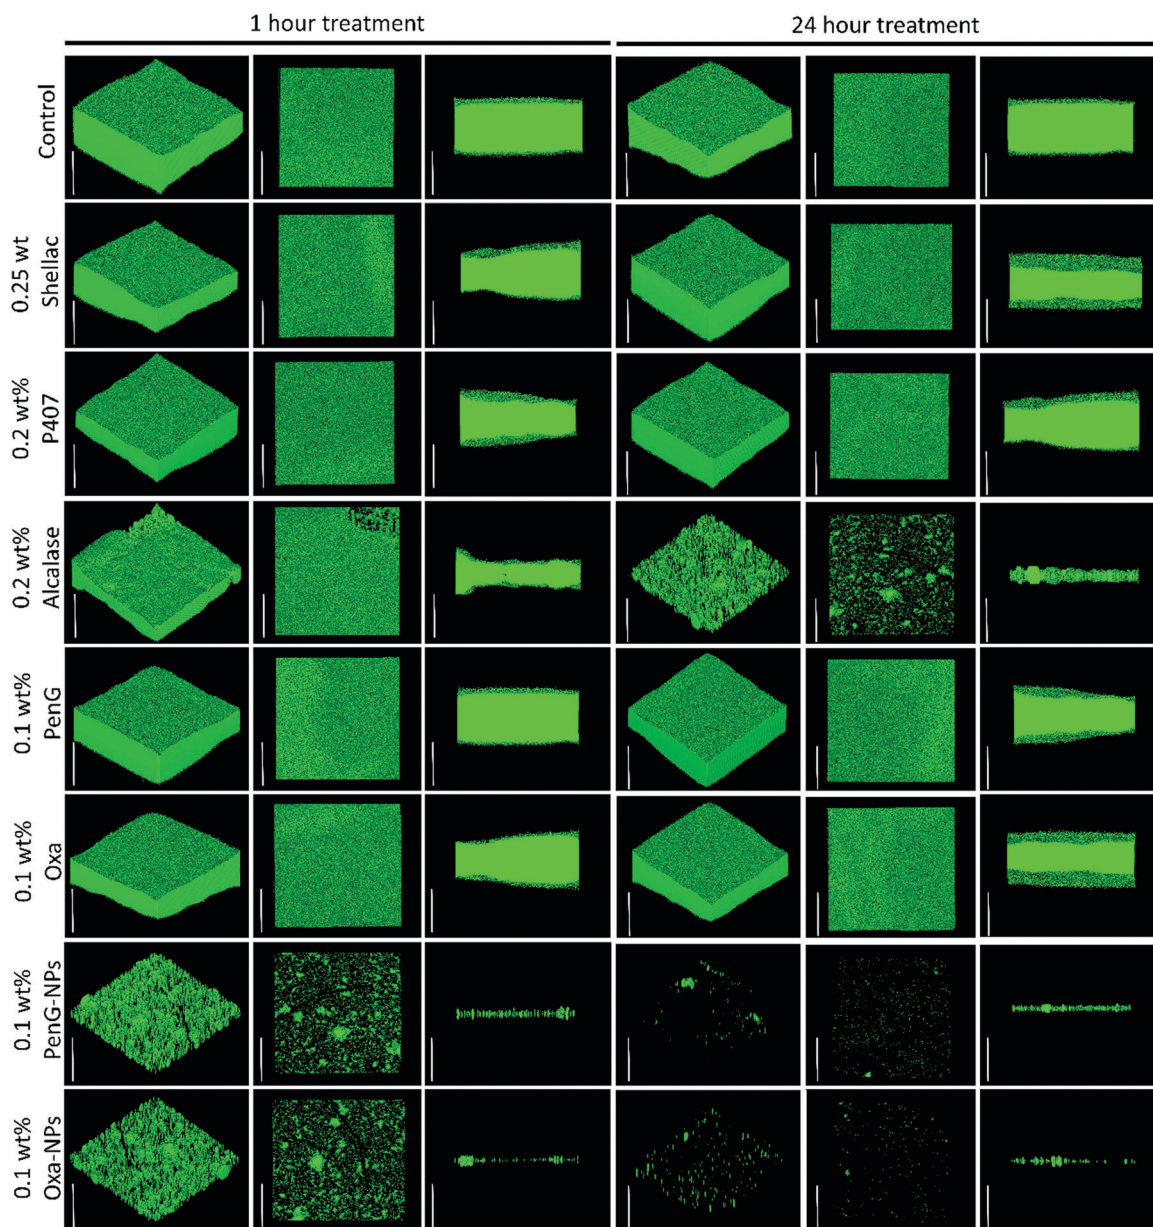 1 hour treatment
24 hour treatment
Control
0.25 wt
Shellac
0.2 wt%
P407
0.2 wt%
Alcalase
0.1 wt%
PenG
0.1 wt%
Oxa
0.1 wt%
PenG-NPs
0.1 wt%
Oxa-NPs